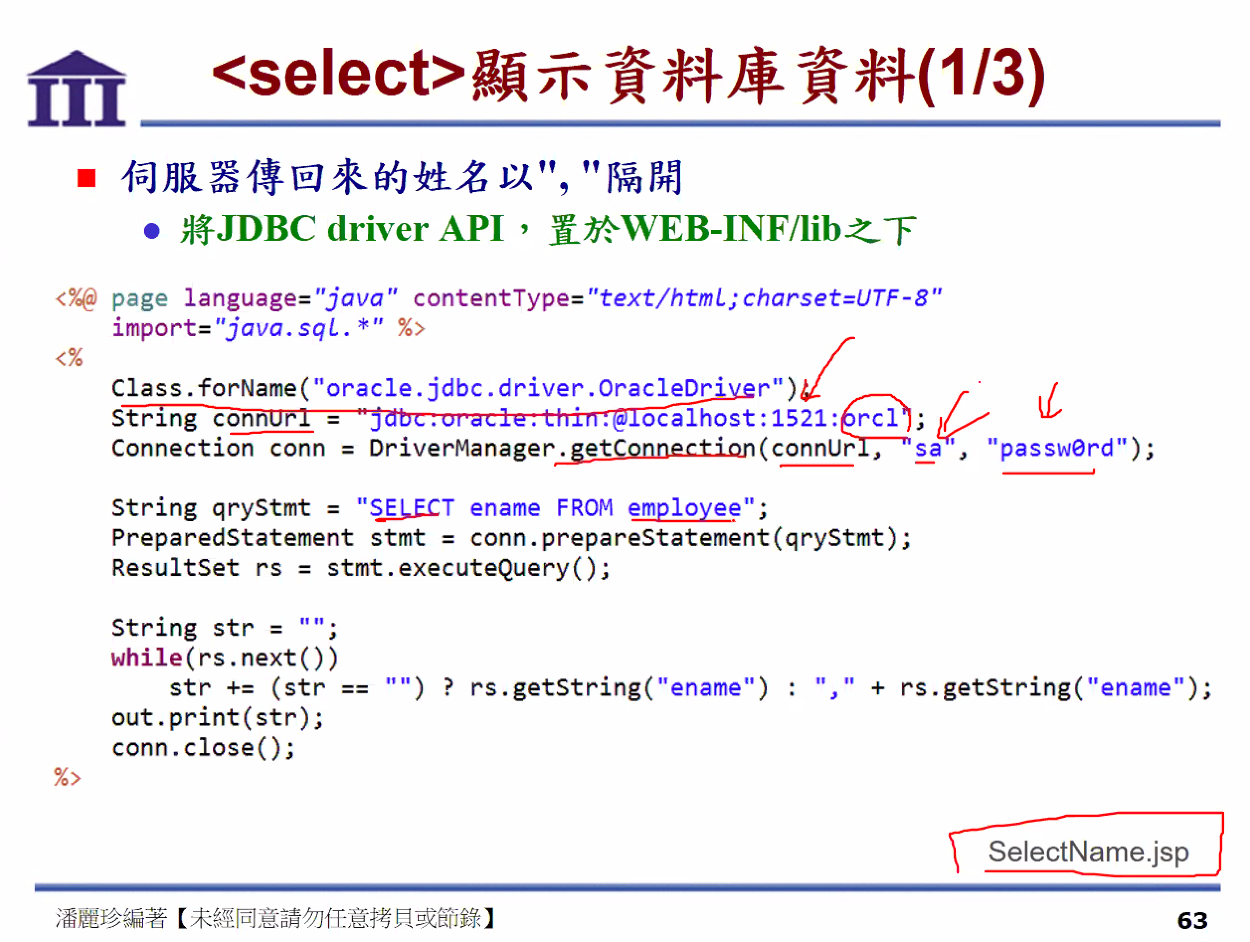 <select>顯示資料庫資料(1/3)
伺服器傳回來的姓名以","隔開
將JDBC driver API，置於WEB-INF/lib之下
<%@ page language="java" contentType="text/html;charset=UTF-8"
import="java.sql.*" %>
<%
Class.forName("oracle.jdbc.driver.OracleDriver");
String connUrl = "jdbc:oracle:thin:@localhost:1521:orcl";
Connection conn = DriverManager.getConnection(connUrl, "sa", "passw0rd");
String qryStmt = "SELECT ename FROM employee";
PreparedStatement stmt = conn.prepareStatement(qryStmt);
ResultSet rs = stmt.executeQuery();
String str = "";
while(rs.next())
str += (str == "") ? rs.getString("ename") : "," + rs.getString("ename");
out.print(str);
conn.close();
%>
SelectName.jsp
潘麗珍編著【未經同意請勿任意拷貝或節錄】
63